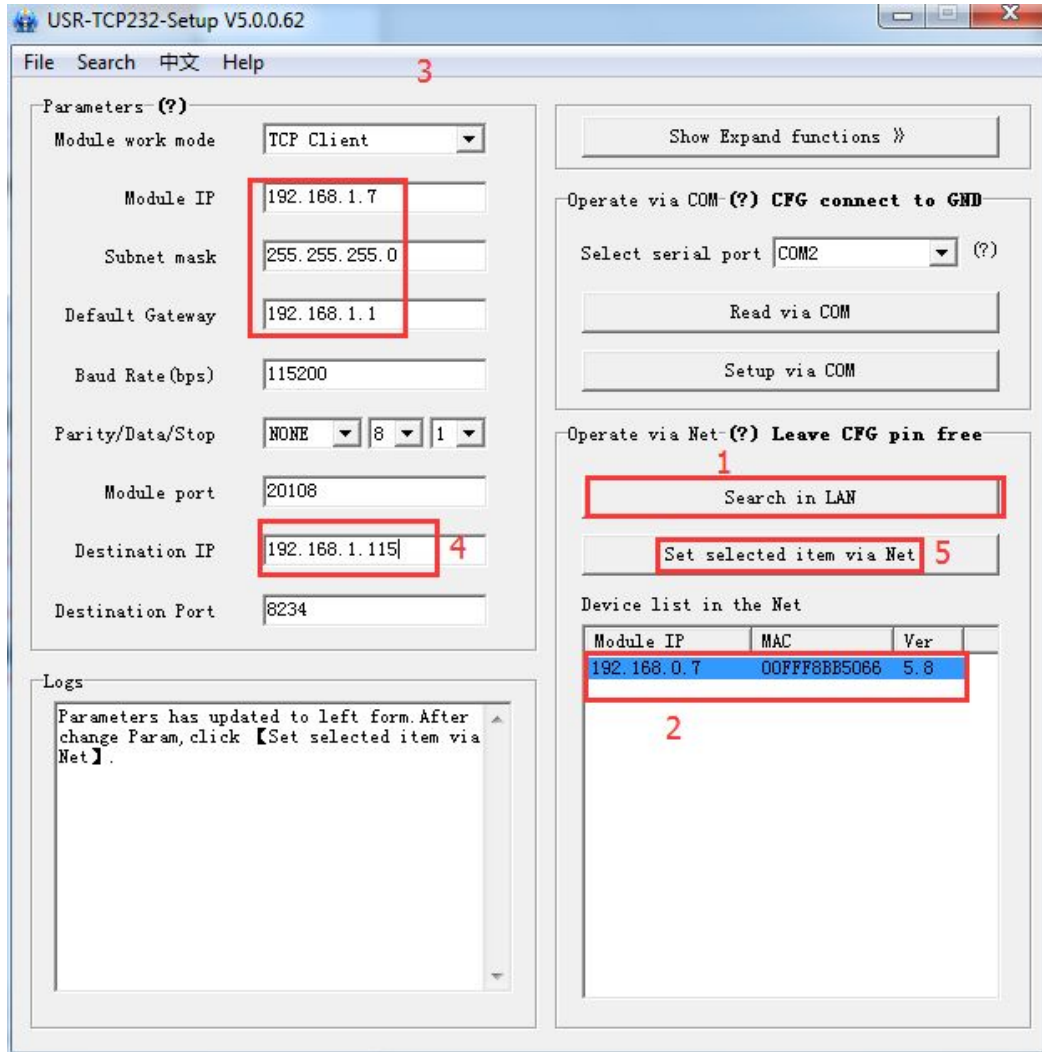 USR-TCP232-Setup V5.0.0.62
File Search 中文 Help
3
Parameters (?)
Module work mode TCP Client
Module IP 192.168.1.7
Subnet mask 255.255.255.0
Default Gateway 192.168.1.1
Baud Rate(bps) 115200
Parity/Data/Stop NONE 8 1
Module port 20108
Destination IP 192.168.1.115 4
Destination Port 8234
Logs
Parameters has updated to left form.After
change Param,click 【Set selected item via
Net】.
Show Expand functions 》
Operate via COM-(?) CFG connect to GND
Select serial port COM2 (?)
Read via COM
Setup via COM
Operate via Net-(?) Leave CFG pin free
1
Search in LAN
Set selected item via Net 5
Device list in the Net
Module IP MAC Ver
192.168.0.7 00FFF8BB5066 5.8
2